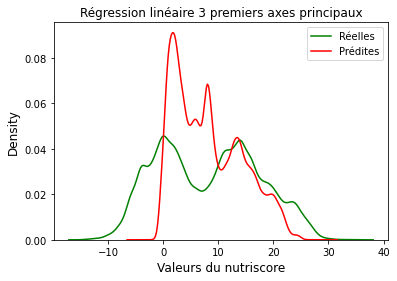 Régression linéaire 3 premiers axes principaux
Réelles
Prédites
Density
0.08
0.06
0.04
0.02
0.00
−10
0
10
20
30
40
Valeurs du nutriscore